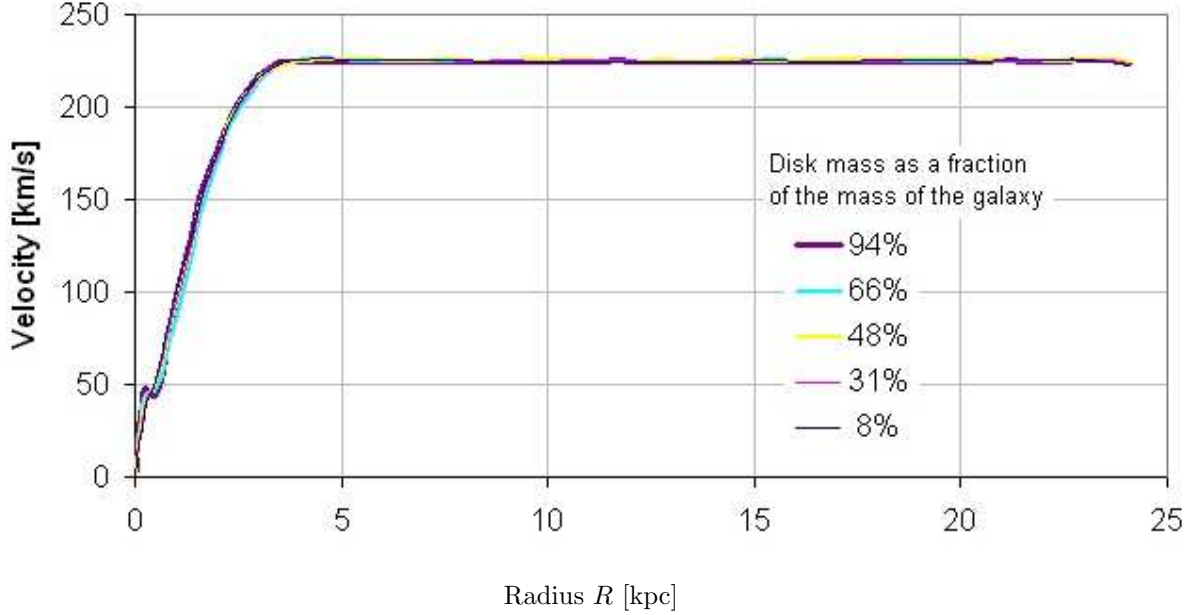 250
200
150
100
50
0
Velocity [km/s]
Disk mass as a fraction
of the mass of the galaxy
94%
66%
48%
31%
8%
0 5 10 15 20 25
Radius R [kpc]